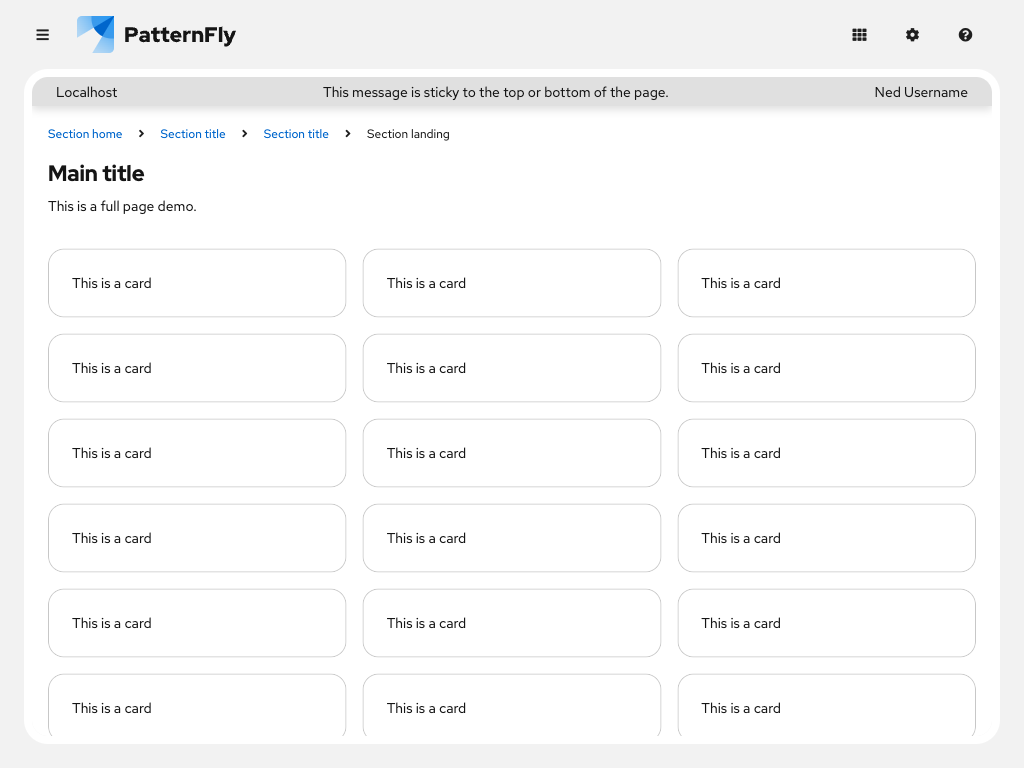 PatternFly
Localhost This message is sticky to the top or bottom of the page. Ned Username
Section home Section title Section title Section landing
Main title
This is a full page demo.
This is a card This is a card This is a card
This is a card This is a card This is a card
This is a card This is a card This is a card
This is a card This is a card This is a card
This is a card This is a card This is a card
This is a card This is a card This is a card